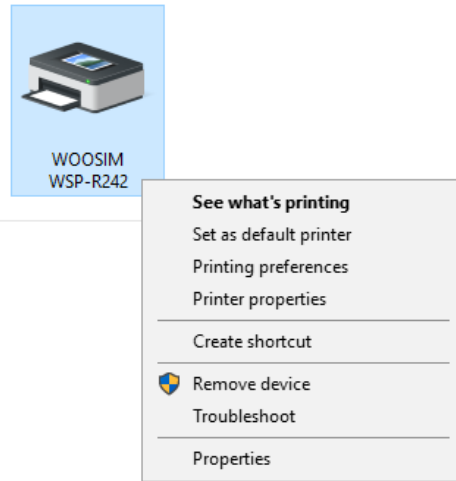 WOOSIM
WSP-R242
See what's printing
Set as default printer
Printing preferences
Printer properties
Create shortcut
Remove device
Troubleshoot
Properties